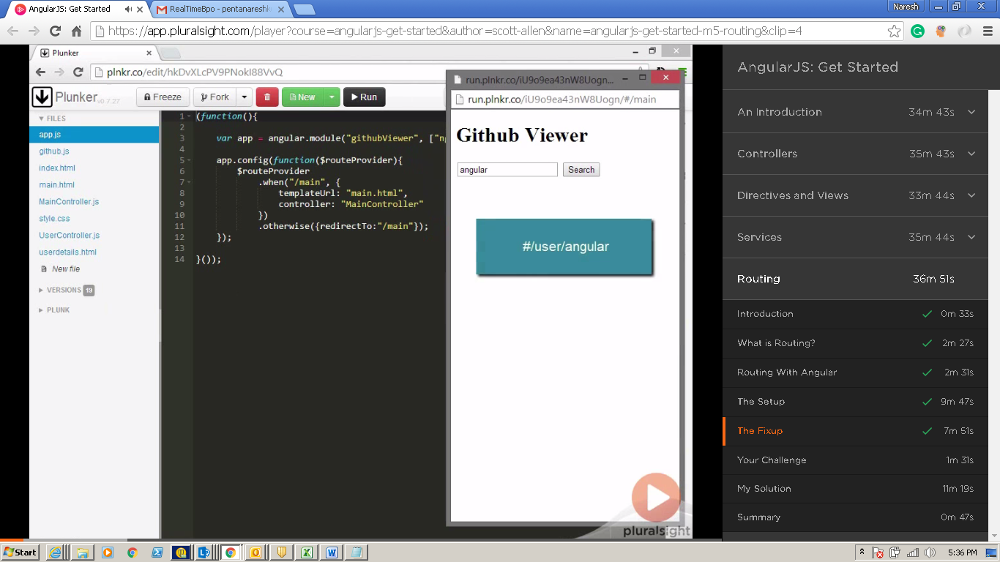 AngularJS: Get Started
RealTimeBpo - pentanareshk
Naresh
https://app.pluralsight.com/player?course=angularjs-get-started&author=scott-allen&name=angularjs-get-started-m5-routing&clip=4
Plunker
plnkr.co/edit/hkDvXLcPV9PNokI88VvQ
Plunker v0.7.27
Freeze
Fork
New
Run
FILES
app.js
github.js
index.html
main.html
MainController.js
style.css
UserController.js
userdetails.html
New file
VERSIONS 19
PLUNK
1 (function(){
2
3 var app = angular.module("githubViewer", ["n
4
5 app.config(function($routeProvider){
6 $routeProvider
7 .when("/main", {
8 templateUrl: "main.html",
9 controller: "MainController"
10 })
11 .otherwise({redirectTo:"/main"});
12 });
13
14 }());
run.plnkr.co/iU9o9ea43nW8Uogn...
run.plnkr.co/iU9o9ea43nW8Uogn/#/main
Github Viewer
angular
Search
#/user/angular
pluralsight
AngularJS: Get Started
An Introduction 34m 43s
Controllers 35m 43s
Directives and Views 33m 44s
Services 35m 44s
Routing 36m 51s
Introduction 0m 33s
What is Routing? 2m 27s
Routing With Angular 2m 31s
The Setup 9m 47s
The Fixup 7m 51s
Your Challenge 1m 31s
My Solution 11m 19s
Summary 0m 47s
Start
5:36 PM